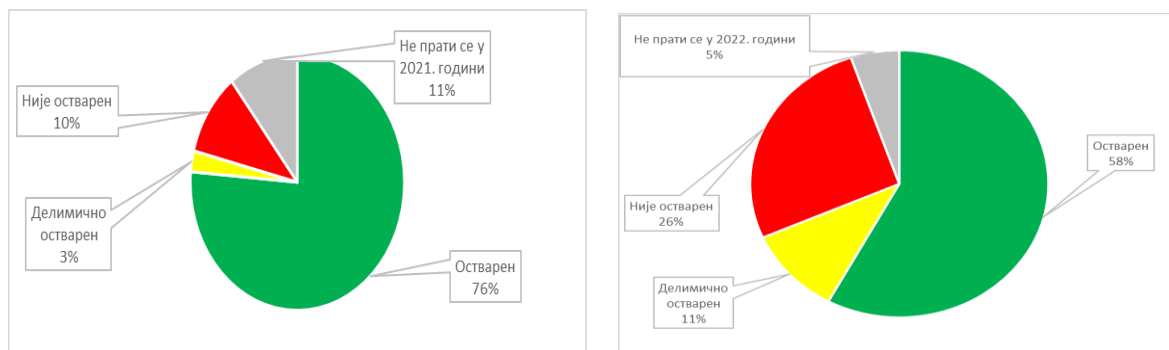 Не прати се у
2021. години
11%
Није остварен
10%
Делимично
остварен
3%
Остварен
76%
Не прати се у 2022. години
5%
Остварен
58%
Није остварен
26%
Делимично
остварен
11%